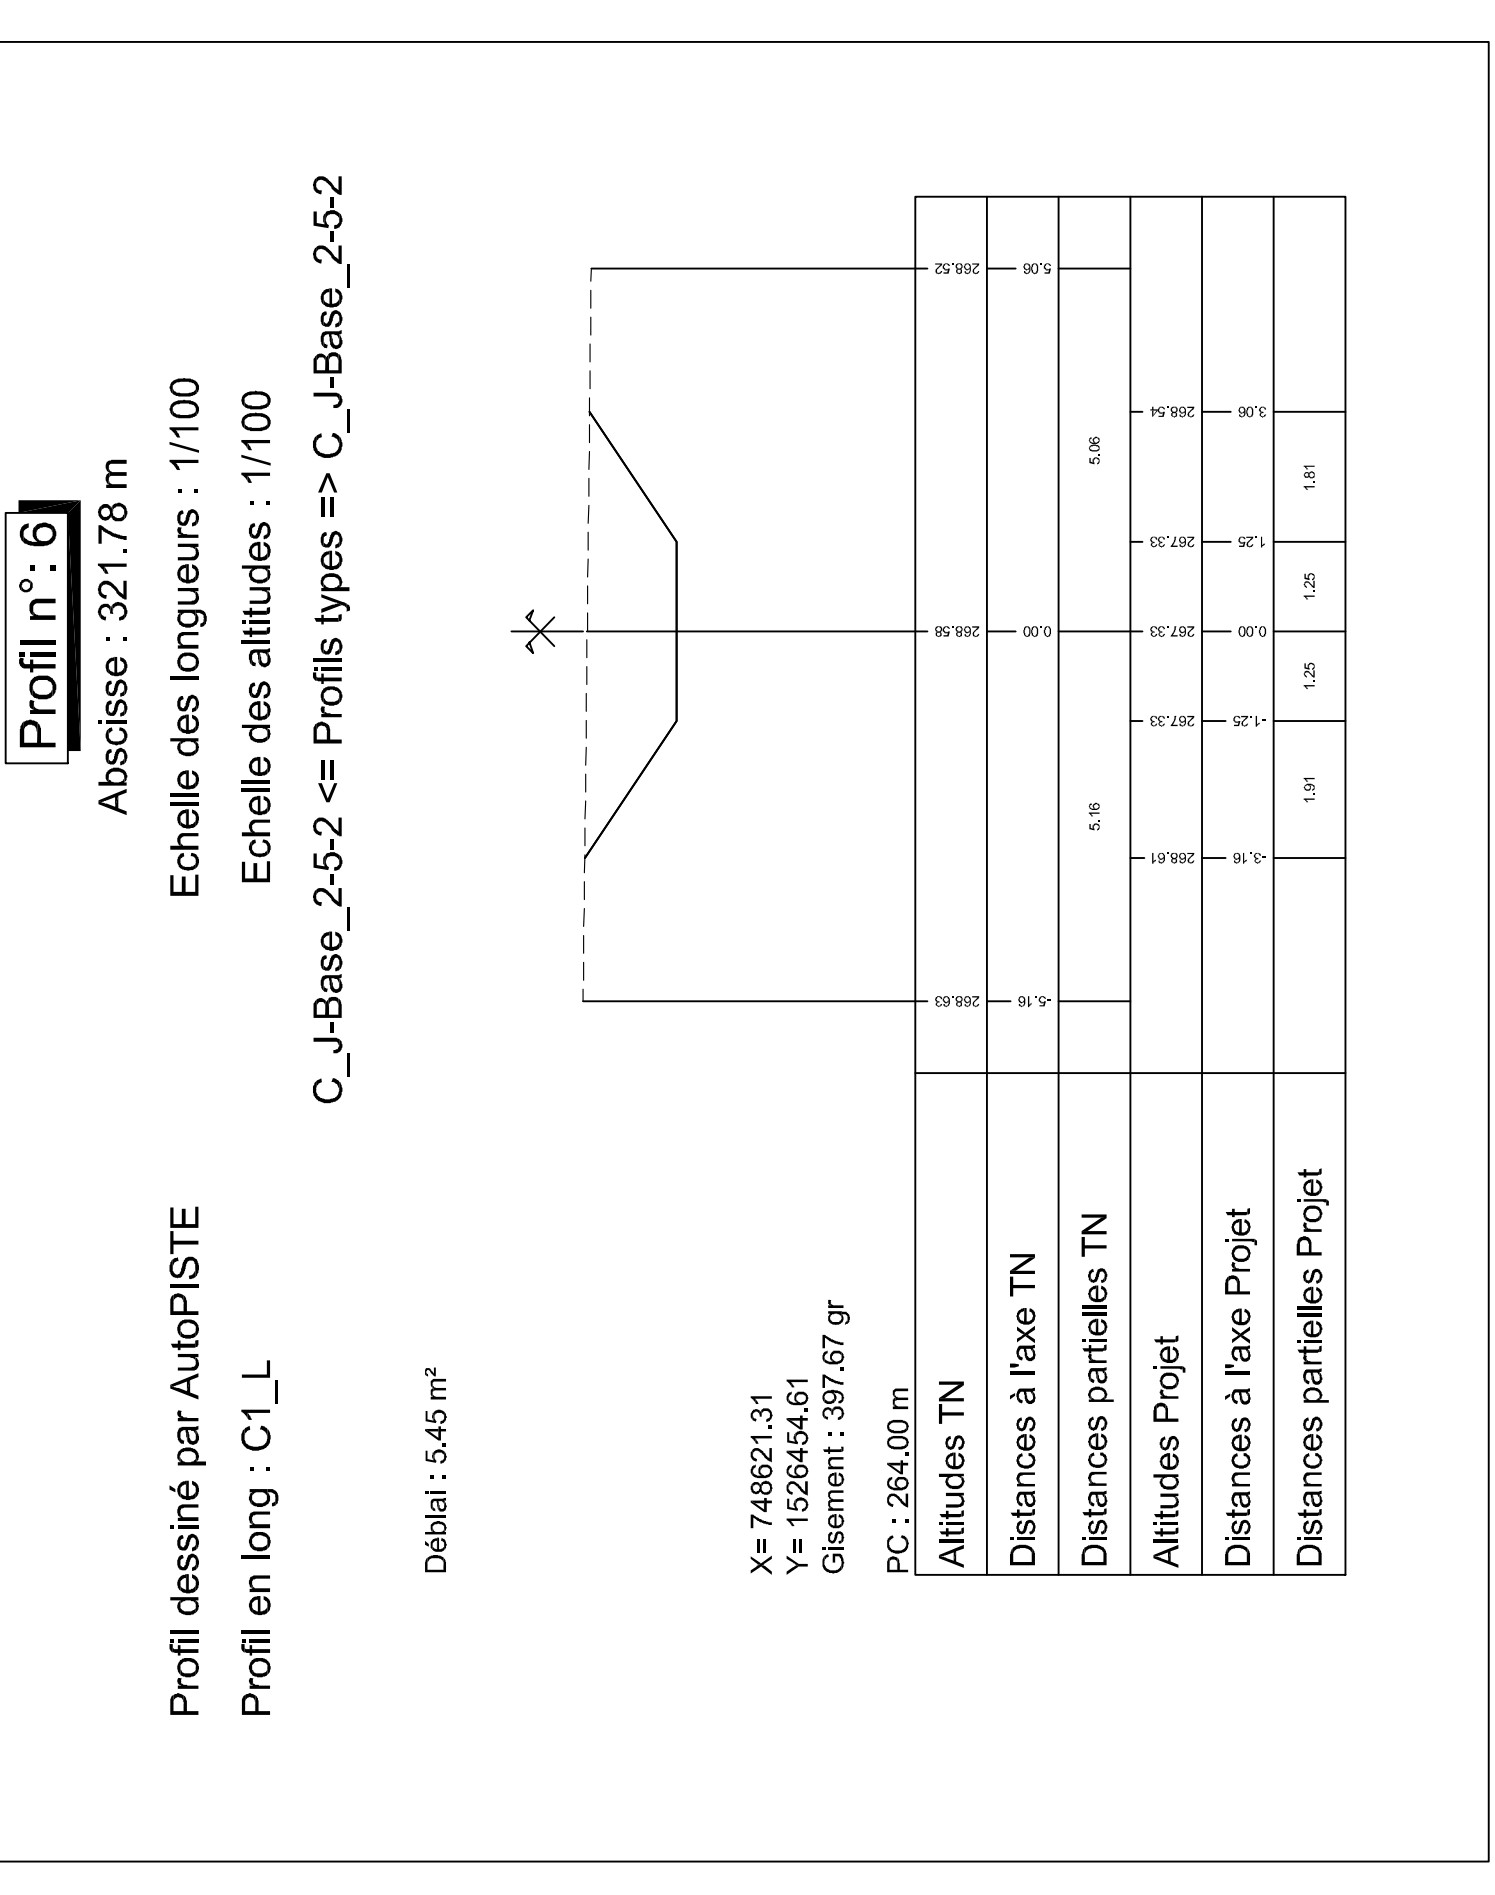 Profil n°: 6
Abscisse : 321.78 m
Profil dessiné par AutoPISTE
Echelle des longueurs : 1/100
Profil en long : C1_L
Echelle des altitudes : 1/100
C_J-Base_2-5-2 <= Profils types => C_J-Base_2-5-2
Déblai : 5.45 m²
X= 748621.31
Y= 1526454.61
Gisement : 397.67 gr
PC : 264.00 m
Altitudes TN 268.63 268.58 268.52
Distances à l'axe TN -5.16 0.00 5.06
Distances partielles TN 5.16 5.06
Altitudes Projet 268.61 267.33 267.33 267.33 268.54
Distances à l'axe Projet -3.16 -1.25 0.00 1.25 3.06
Distances partielles Projet 1.91 1.25 1.25 1.81